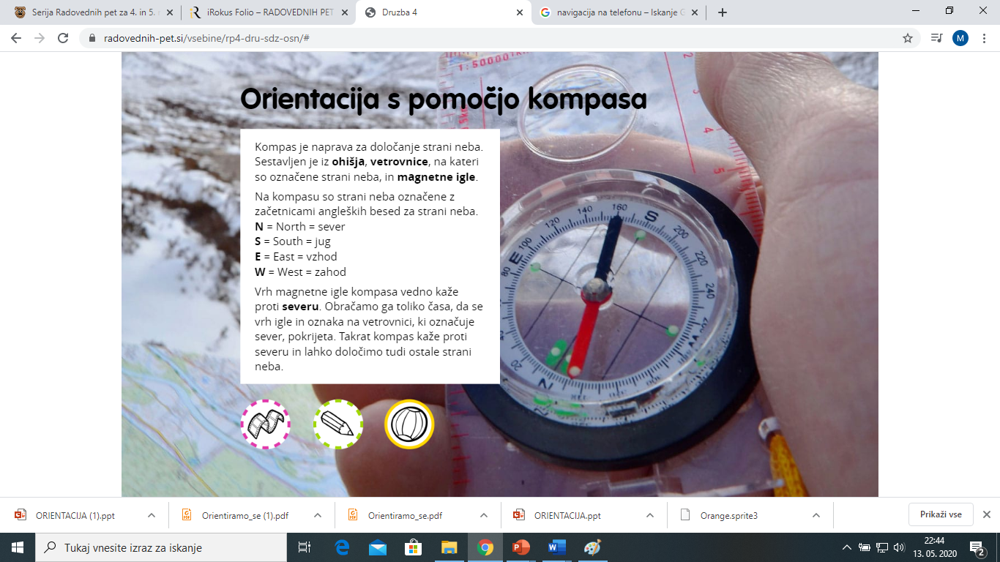 Serija Radovednih pet za 4. in 5. r
iRokus Folio – RADOVEDNIH PET
Druzba 4
navigacija na telefonu – Iskanje G
radovednih-pet.si/vsebine/rp4-dru-sdz-osn/#
M
1:50000
Orientacija s pomočjo kompasa
Kompas je naprava za določanje strani neba.
Sestavljen je iz ohišja, vetrovnice, na kateri
so označene strani neba, in magnetne igle.
Na kompasu so strani neba označene z
začetnicami angleških besed za strani neba.
N = North = sever
S = South = jug
E = East = vzhod
W = West = zahod
Vrh magnetne igle kompasa vedno kaže
proti severu. Obračamo ga toliko časa, da se
vrh igle in oznaka na vetrovnici, ki označuje
sever, pokrijeta. Takrat kompas kaže proti
severu in lahko določimo tudi ostale strani
neba.
2
3
4
5
20
N
80
E
100
120
140
160
S
200
220
240
W
ORIENTACIJA (1).ppt
Orientiramo_se (1).pdf
Orientiramo_se.pdf
ORIENTACIJA.ppt
Orange.sprite3
Prikaži vse
Tukaj vnesite izraz za iskanje
22:44
13. 05. 2020
2